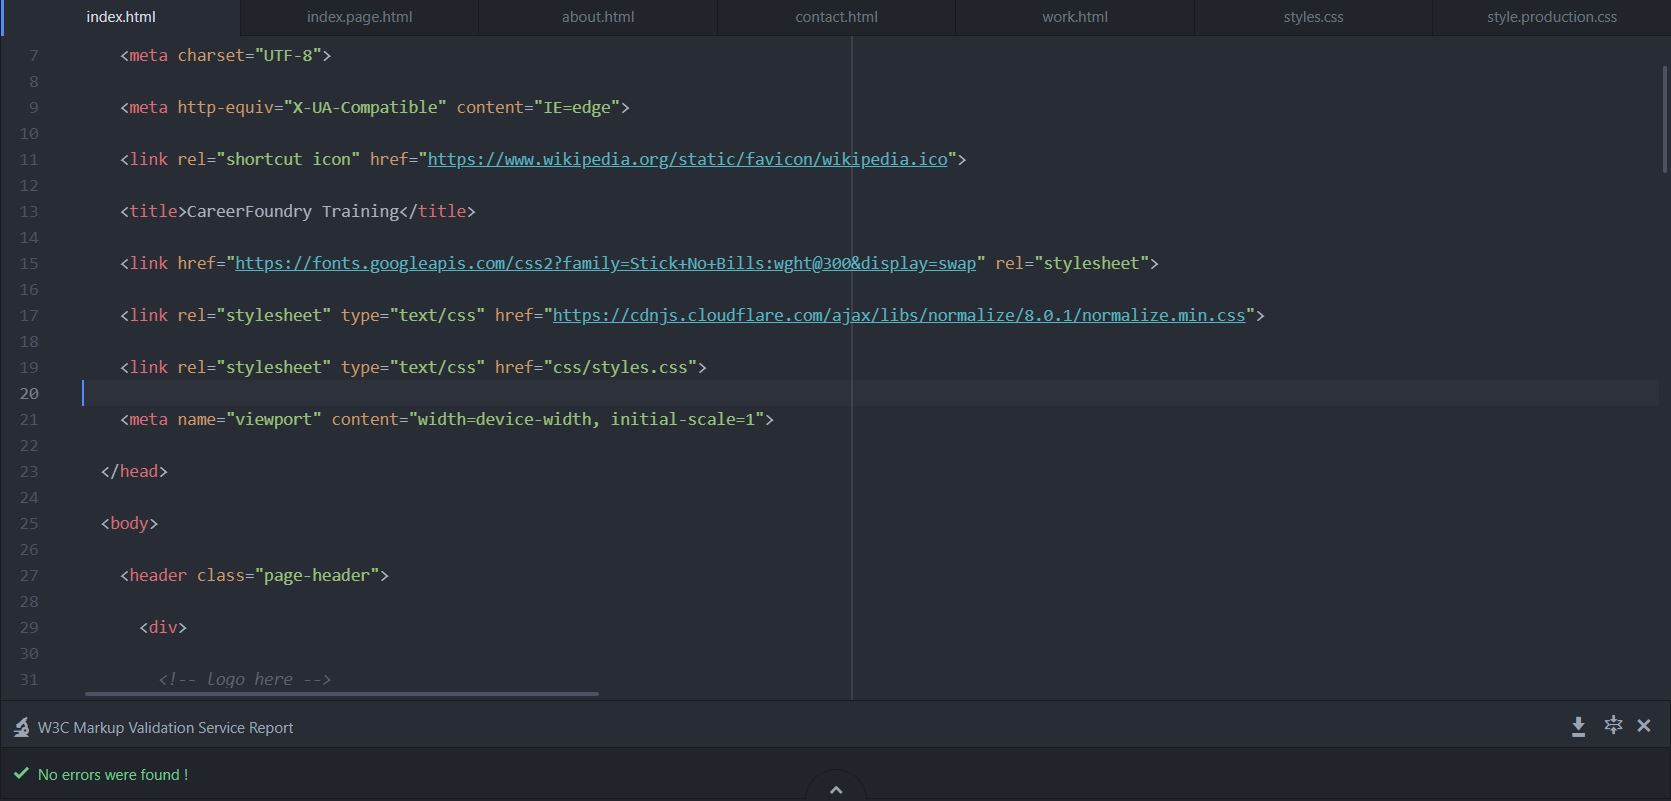 index.html index.page.html about.html contact.html work.html styles.css style.production.css
7 <meta charset="UTF-8">
8
9 <meta http-equiv="X-UA-Compatible" content="IE=edge">
10
11 <link rel="shortcut icon" href="https://www.wikipedia.org/static/favicon/wikipedia.ico">
12
13 <title>CareerFoundry Training</title>
14
15 <link href="https://fonts.googleapis.com/css2?family=Stick+No+Bills:wght@300&display=swap" rel="stylesheet">
16
17 <link rel="stylesheet" type="text/css" href="https://cdnjs.cloudflare.com/ajax/libs/normalize/8.0.1/normalize.min.css">
18
19 <link rel="stylesheet" type="text/css" href="css/styles.css">
20
21 <meta name="viewport" content="width=device-width, initial-scale=1">
22
23 </head>
24
25 <body>
26
27 <header class="page-header">
28
29 <div>
30
31 <!-- logo here -->
W3C Markup Validation Service Report
No errors were found !